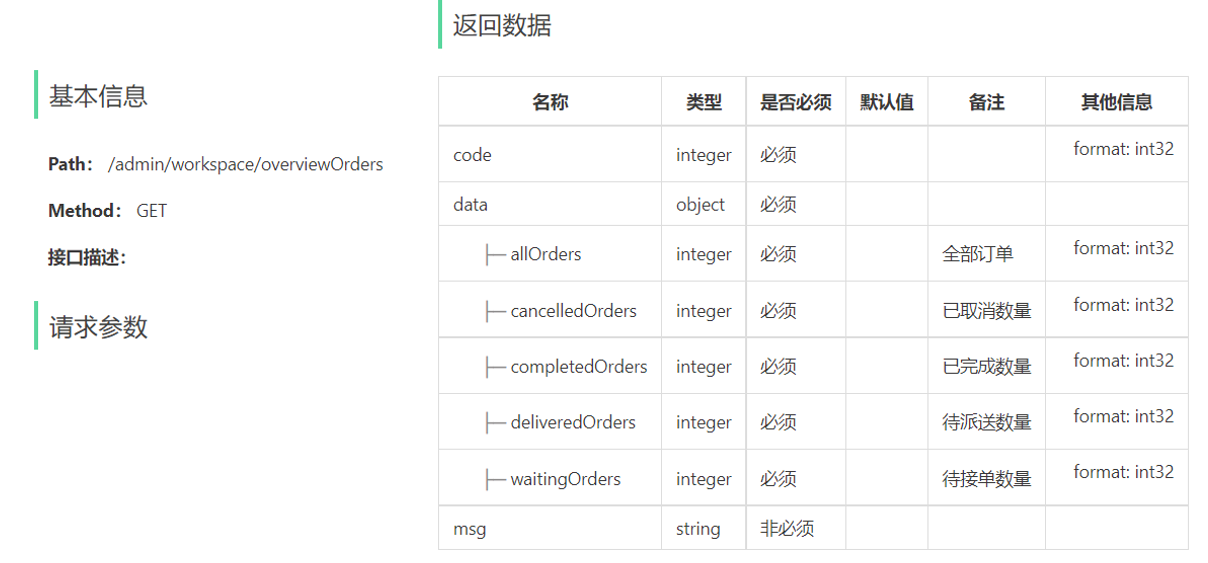 基本信息
Path： /admin/workspace/overviewOrders
Method： GET
接口描述：
请求参数
返回数据
名称 类型 是否必须 默认值 备注 其他信息
code integer 必须 format: int32
data object 必须
├─ allOrders integer 必须 全部订单 format: int32
├─ cancelledOrders integer 必须 已取消数量 format: int32
├─ completedOrders integer 必须 已完成数量 format: int32
├─ deliveredOrders integer 必须 待派送数量 format: int32
├─ waitingOrders integer 必须 待接单数量 format: int32
msg string 非必须